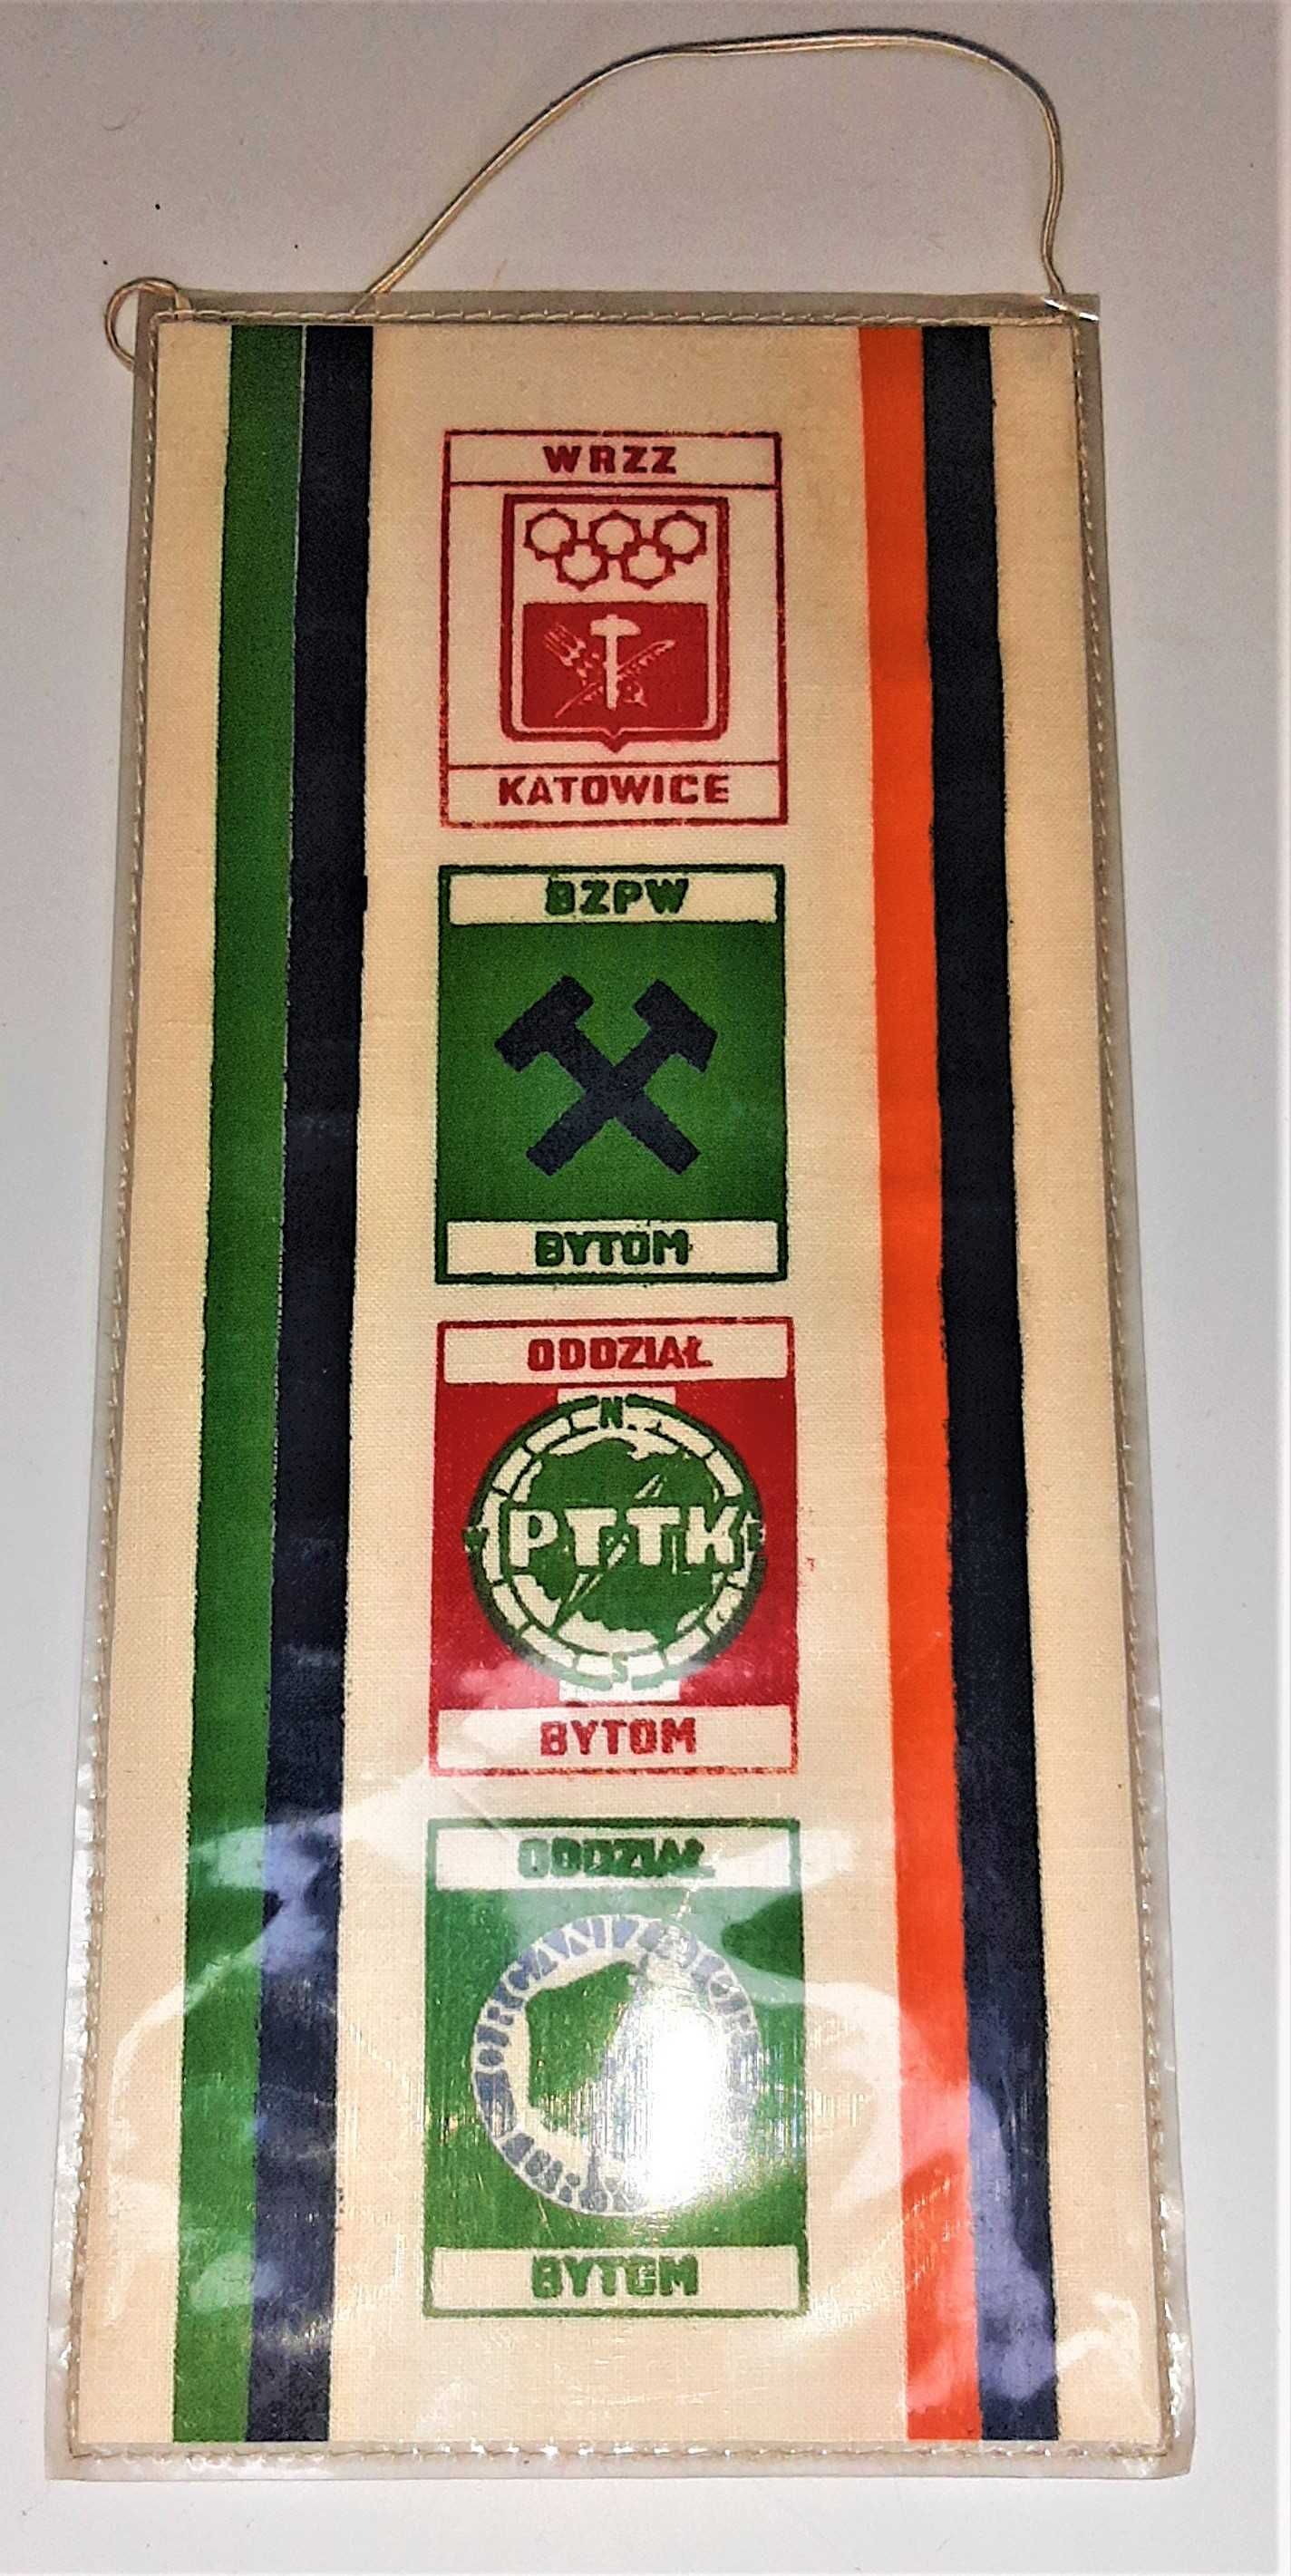 WRZZ
KATOWICE
BZPW
BYTOM
ODDZIAŁ
N
PTTK
S
BYTOM
ODDZIAŁ
BYTOM